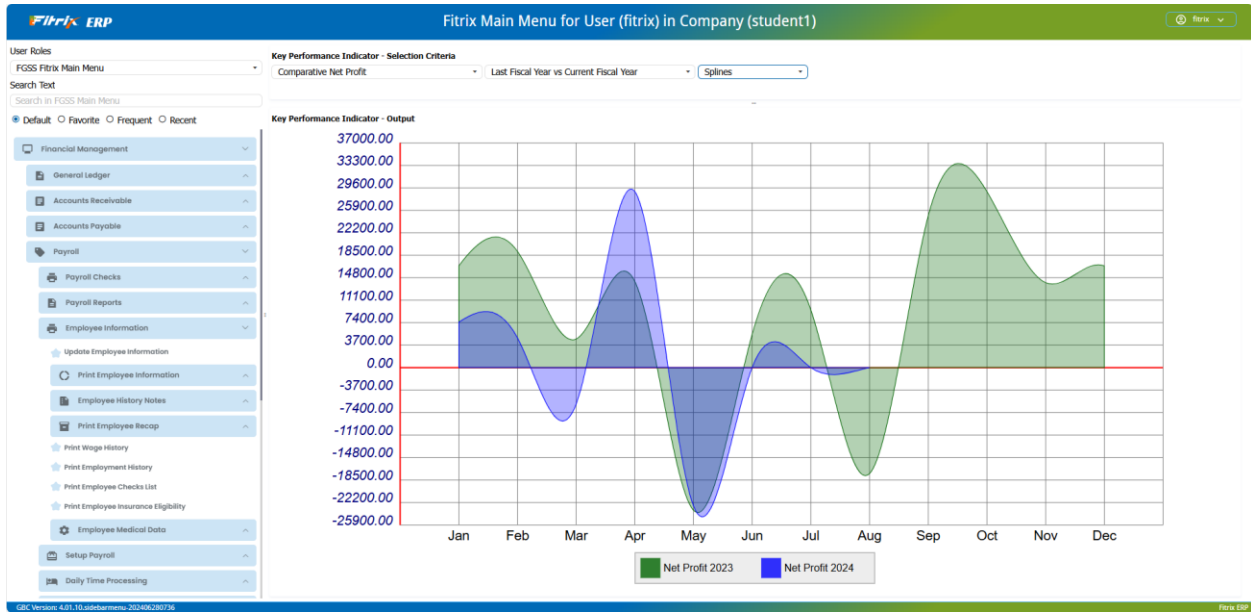 Fitrix ERP
Fitrix Main Menu for User (fitrix) in Company (student1)
fitrix
User Roles
FGSS Fitrix Main Menu
Search Text
Search in FGSS Main Menu
Default Favorite Frequent Recent
Financial Management
General Ledger
Accounts Receivable
Accounts Payable
Payroll
Payroll Checks
Payroll Reports
Employee Information
Update Employee Information
Print Employee Information
Employee History Notes
Print Employee Recap
Print Wage History
Print Employment History
Print Employee Checks List
Print Employee Insurance Eligibility
Employee Medical Data
Setup Payroll
Daily Time Processing
Key Performance Indicator - Selection Criteria
Comparative Net Profit Last Fiscal Year vs Current Fiscal Year Splines
Key Performance Indicator - Output
37000.00
33300.00
29600.00
25900.00
22200.00
18500.00
14800.00
11100.00
7400.00
3700.00
0.00
-3700.00
-7400.00
-11100.00
-14800.00
-18500.00
-22200.00
-25900.00
Jan Feb Mar Apr May Jun Jul Aug Sep Oct Nov Dec
Net Profit 2023 Net Profit 2024
GBC Version: 4.01.10.sidebarmenu-202406280736
Fitrix ERP